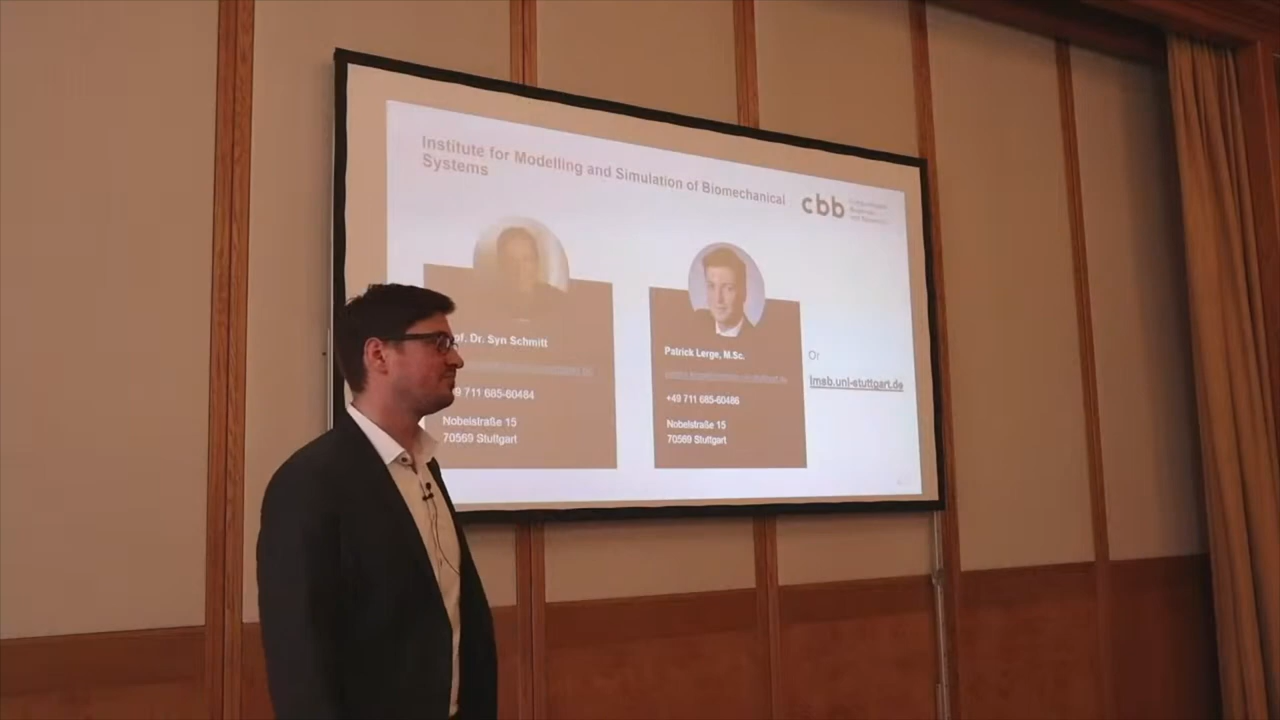 Institute for Modelling and Simulation of Biomechanical
Systems
cbb
of. Dr. Syn Schmitt
9 711 685-60484
Nobelstraße 15
70569 Stuttgart
Patrick Lerge, M.Sc.
+49 711 685-60486
Nobelstraße 15
70569 Stuttgart
Or
imsb.uni-stuttgart.de